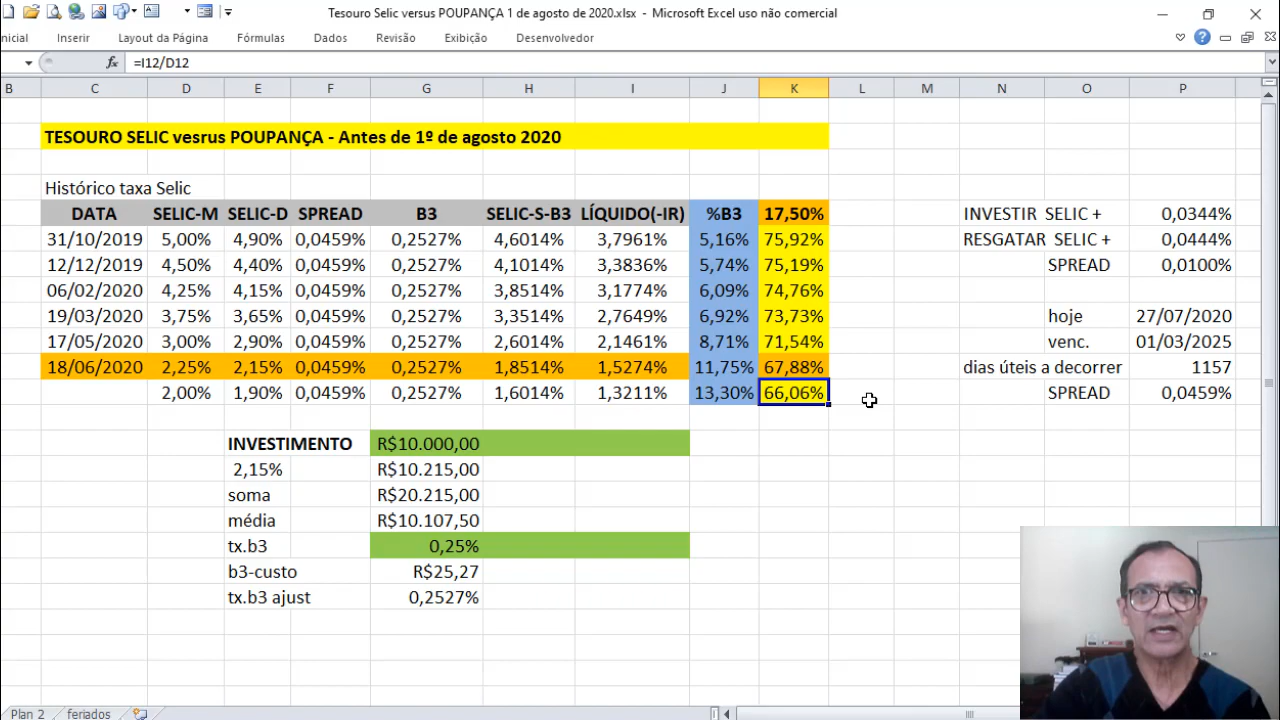 Tesouro Selic versus POUPANÇA 1 de agosto de 2020.xlsx - Microsoft Excel uso não comercial
nicial Inserir Layout da Página Fórmulas Dados Revisão Exibição Desenvolvedor
fx =I12/D12
B C D E F G H I J K L M N O P
TESOURO SELIC vesrus POUPANÇA - Antes de 1º de agosto 2020
Histórico taxa Selic
DATA SELIC-M SELIC-D SPREAD B3 SELIC-S-B3 LÍQUIDO(-IR) %B3 17,50% INVESTIR SELIC + 0,0344%
31/10/2019 5,00% 4,90% 0,0459% 0,2527% 4,6014% 3,7961% 5,16% 75,92% RESGATAR SELIC + 0,0444%
12/12/2019 4,50% 4,40% 0,0459% 0,2527% 4,1014% 3,3836% 5,74% 75,19% SPREAD 0,0100%
06/02/2020 4,25% 4,15% 0,0459% 0,2527% 3,8514% 3,1774% 6,09% 74,76%
19/03/2020 3,75% 3,65% 0,0459% 0,2527% 3,3514% 2,7649% 6,92% 73,73% hoje 27/07/2020
17/05/2020 3,00% 2,90% 0,0459% 0,2527% 2,6014% 2,1461% 8,71% 71,54% venc. 01/03/2025
18/06/2020 2,25% 2,15% 0,0459% 0,2527% 1,8514% 1,5274% 11,75% 67,88% dias úteis a decorrer 1157
2,00% 1,90% 0,0459% 0,2527% 1,6014% 1,3211% 13,30% 66,06% SPREAD 0,0459%
INVESTIMENTO R$10.000,00
2,15% R$10.215,00
soma R$20.215,00
média R$10.107,50
tx.b3 0,25%
b3-custo R$25,27
tx.b3 ajust 0,2527%
Plan 2 feriados